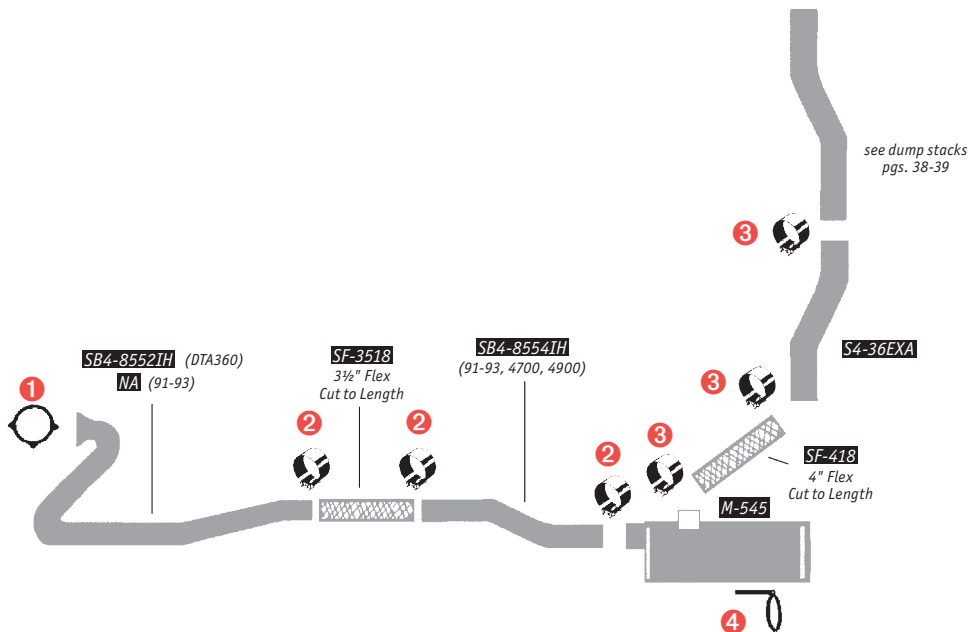 see dump stacks
pgs. 38-39
3
SB4-8552IH (DTA360)
NA (91-93)
SF-3518
3½" Flex
Cut to Length
SB4-8554IH
(91-93, 4700, 4900)
S4-36EXA
1
2
2
2
3
3
SF-418
4" Flex
Cut to Length
M-545
4